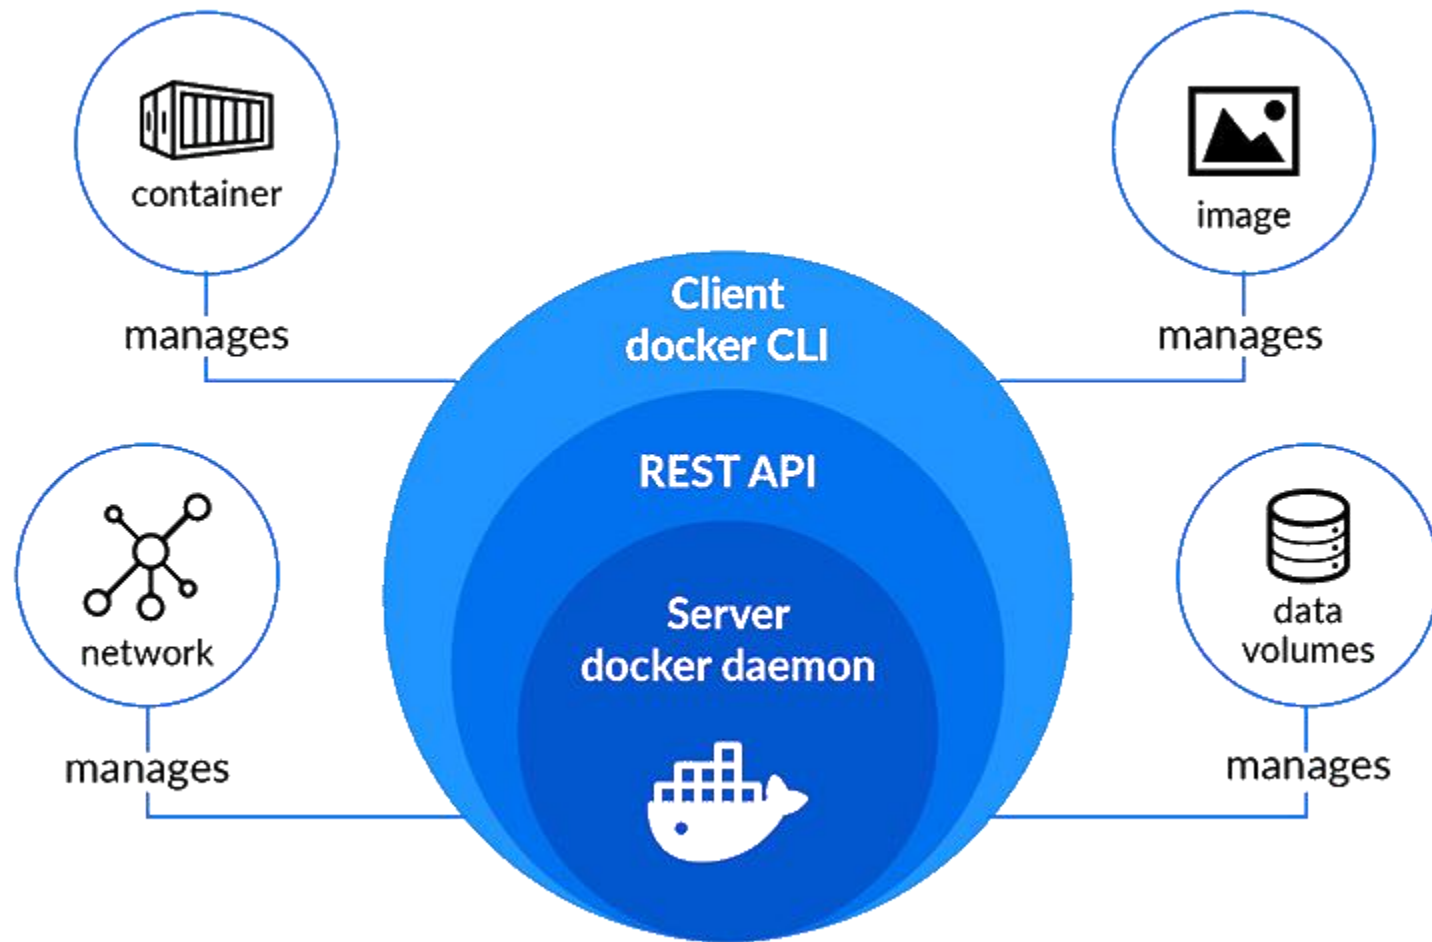 container
manages
image
manages
Client
docker CLI
REST API
Server
docker daemon
network
manages
data
volumes
manages